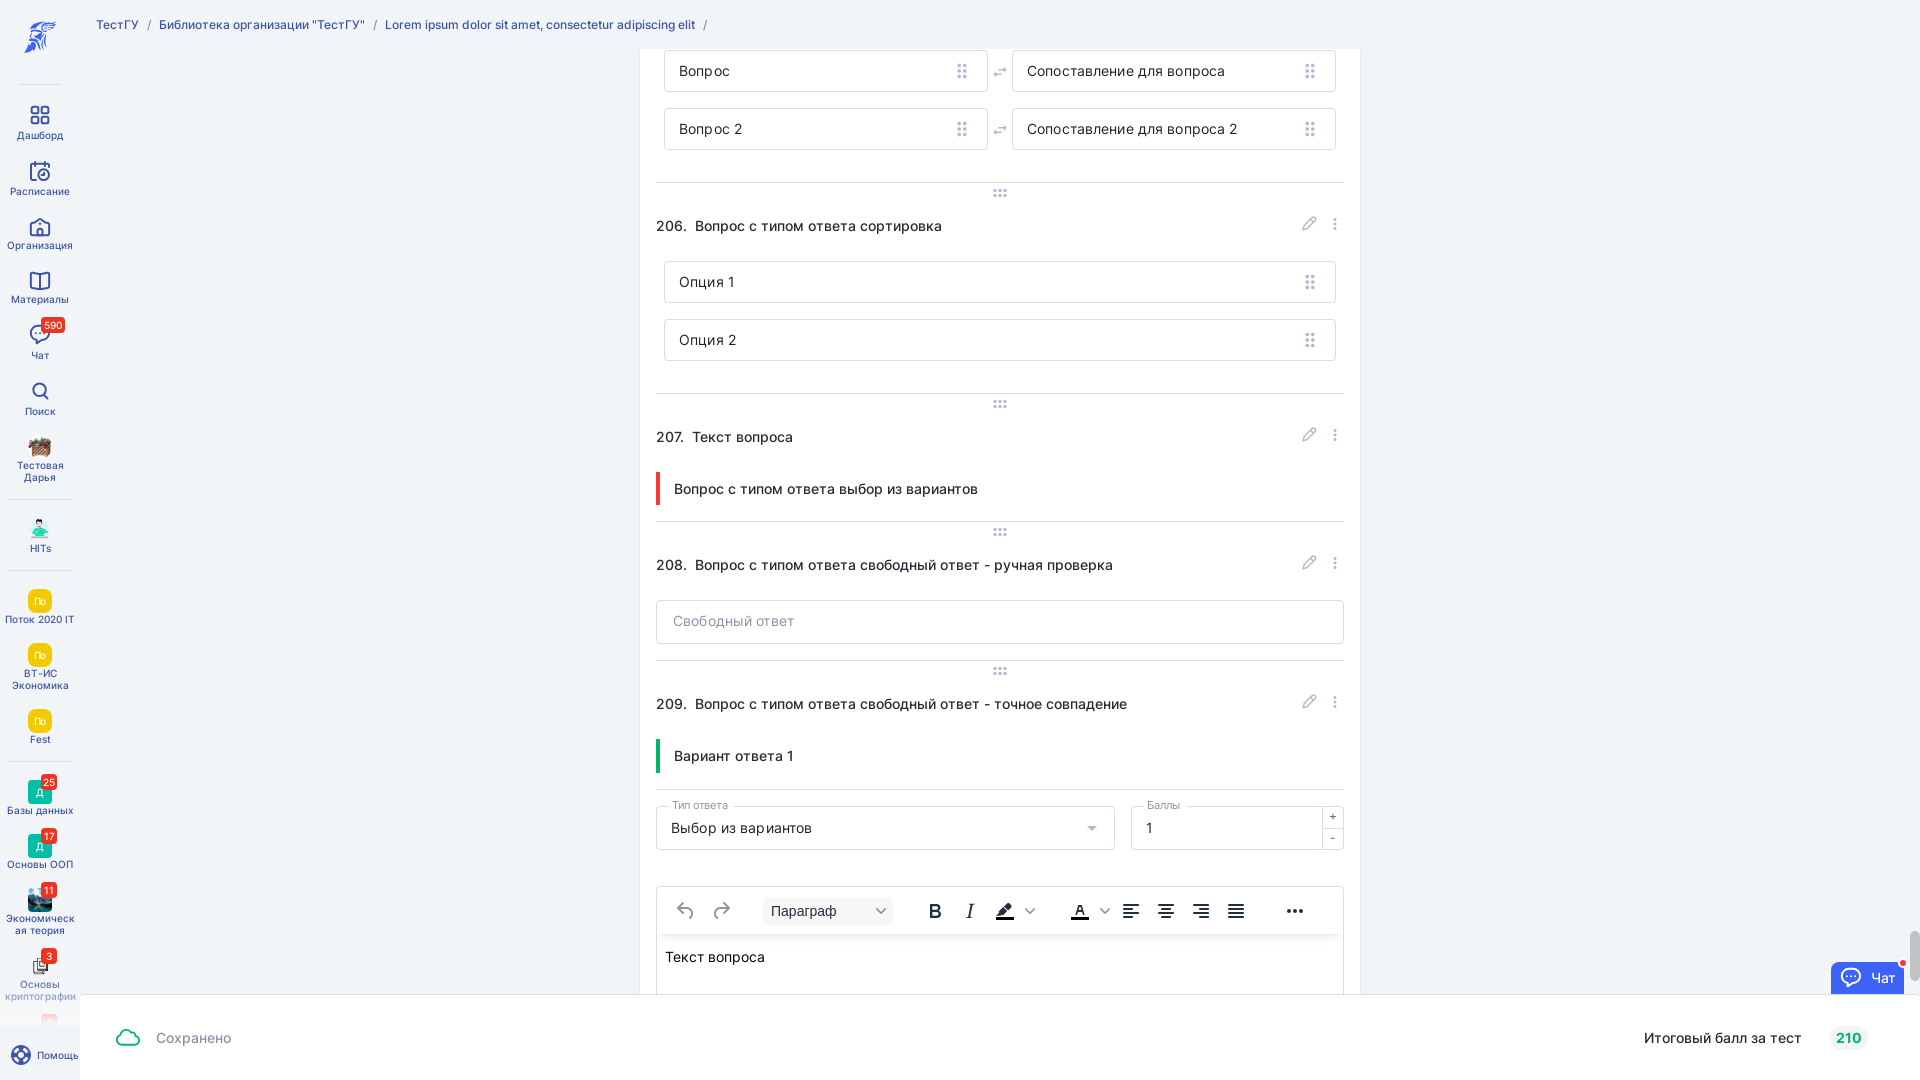 ТестГУ / Библиотека организации "ТестГУ" / Lorem ipsum dolor sit amet, consectetur adipiscing elit /
Дашборд
Расписание
Организация
Материалы
590
Чат
Поиск
Тестовая
Дарья
HITs
По
Поток 2020 IT
По
ВТ-ИС
Экономика
По
Fest
25
Д
Базы данных
17
Д
Основы ООП
11
Экономическ
ая теория
3
Основы
криптографии
Помощь
Вопрос
Сопоставление для вопроса
Вопрос 2
Сопоставление для вопроса 2
206. Вопрос с типом ответа сортировка
Опция 1
Опция 2
207. Текст вопроса
Вопрос с типом ответа выбор из вариантов
208. Вопрос с типом ответа свободный ответ - ручная проверка
Свободный ответ
209. Вопрос с типом ответа свободный ответ - точное совпадение
Вариант ответа 1
Тип ответа
Выбор из вариантов
Баллы
1
+
-
Параграф
Текст вопроса
Чат
Сохранено
Итоговый балл за тест 210